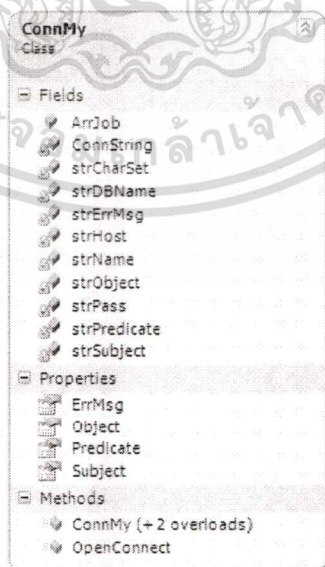 ConnMy
Class
Fields
ArrJob
ConnString
strCharSet
strDBName
strErrMsg
strHost
strName
strObject
strPass
strPredicate
strSubject
Properties
ErrMsg
Object
Predicate
Subject
Methods
ConnMy (+ 2 overloads)
OpenConnect